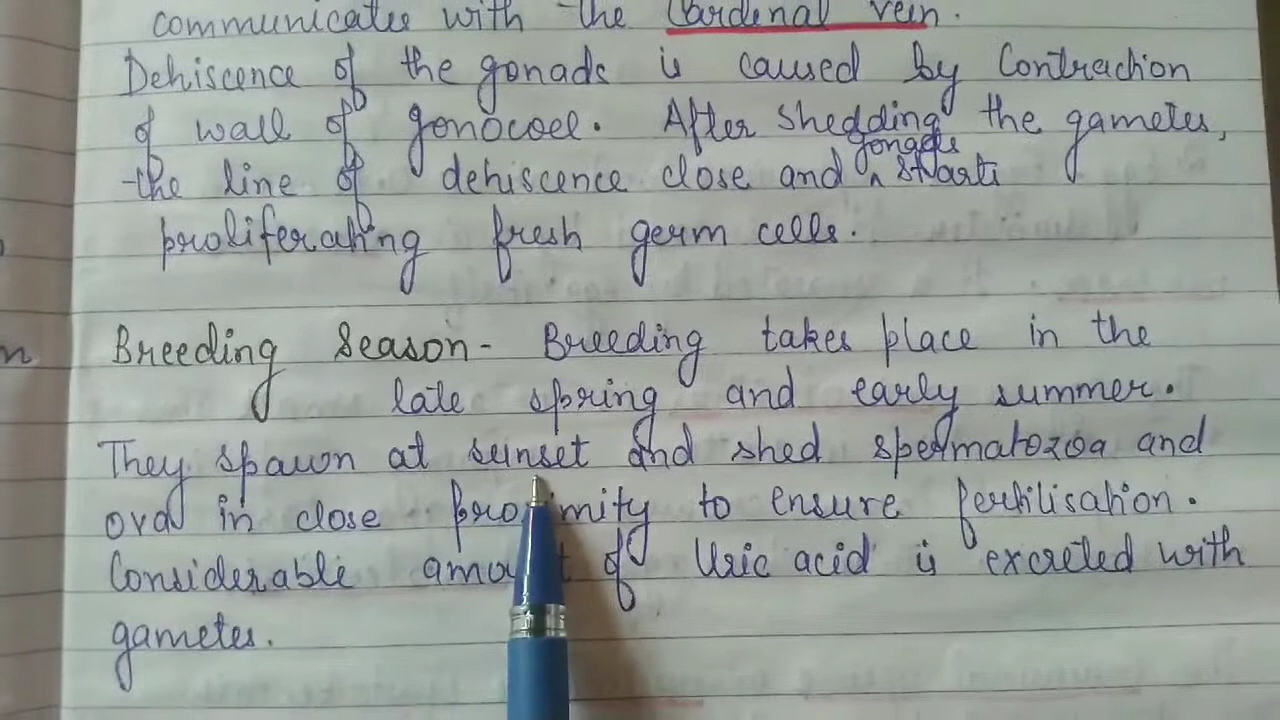 communicates with the Cardenal vein.
Dehiscence of the gonads is caused by Contraction
of wall of gonocoel. After shedding the gametes,
the line of dehiscence close and ^ gonads starts
proliferating fresh germ cells.
Breeding Season - Breeding takes place in the
late spring and early summer.
They spawn at sunset and shed spermatozoa and
ova in close proximity to ensure fertilisation.
Considerable amount of Uric acid is excreted with
gametes.